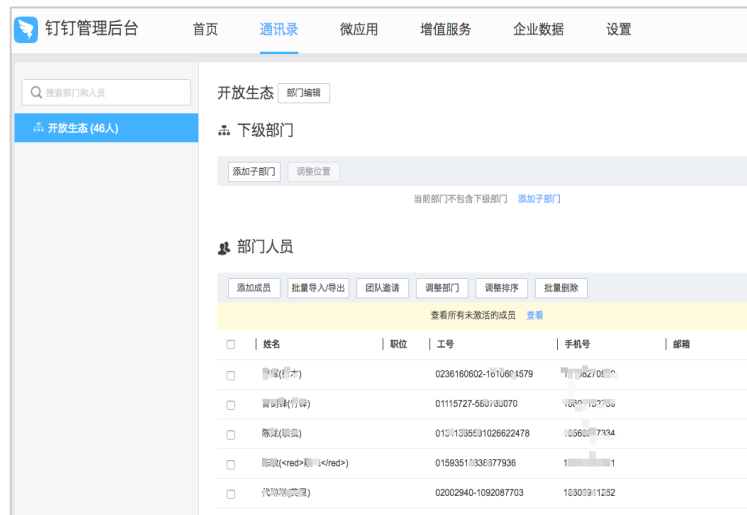 钉钉管理后台 首页 通讯录 微应用 增值服务 企业数据 设置
搜索部门和人员
开放生态 (46人)
开放生态 部门编辑
下级部门
添加子部门 调整位置
当前部门不包含下级部门 添加子部门
部门人员
添加成员 批量导入/导出 团队邀请 调整部门 调整排序 批量删除
查看所有未激活的成员 查看
姓名 职位 工号 手机号 邮箱
0236160602-1610604579
01115727-560733070
02002940-1092087703